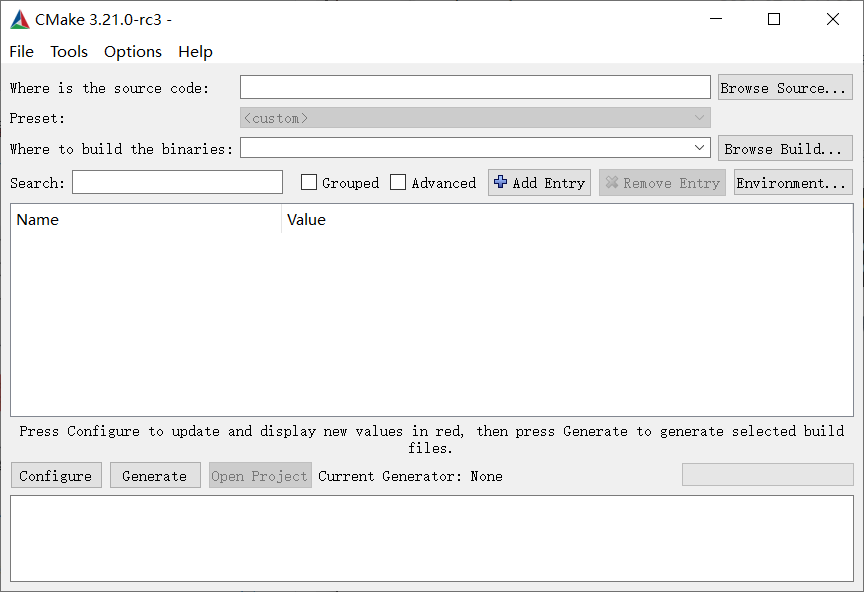 CMake 3.21.0-rc3 -
File Tools Options Help
Where is the source code: Browse Source...
Preset: <custom>
Where to build the binaries: Browse Build...
Search: Grouped Advanced Add Entry Remove Entry Environment...
Name Value
Press Configure to update and display new values in red, then press Generate to generate selected build
files.
Configure Generate Open Project Current Generator: None